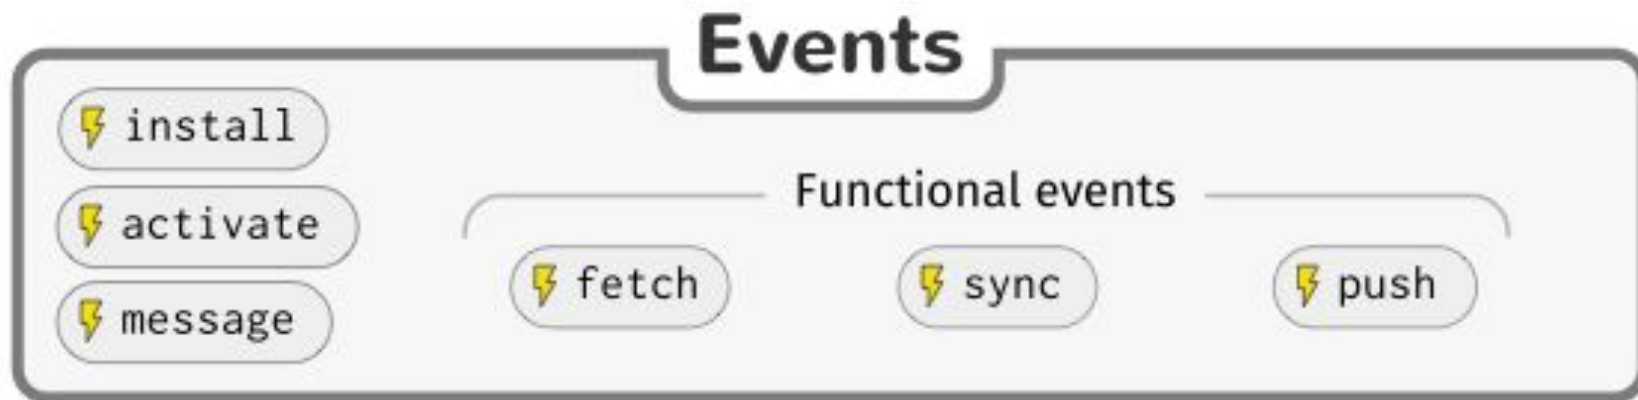 Events
install
activate
message
Functional events
fetch
sync
push